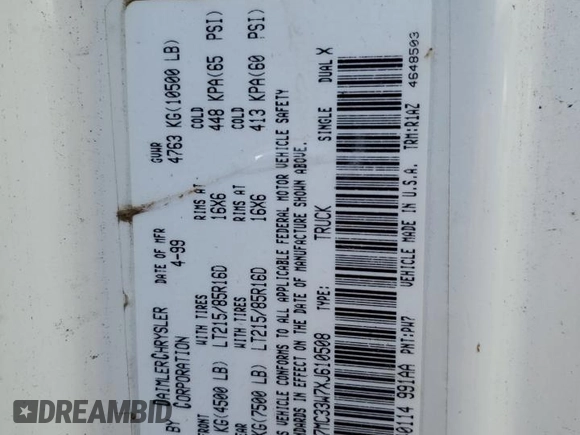 BY DAIMLERCHRYSLER CORPORATION
DATE OF MFR
4-99
GVWR
4763 KG(10500 LB)
WITH TIRES
RIMS AT
COLD
KG(4500 LB) LT215/85R16D
16X6
448 KPA(65 PSI)
WITH TIRES
RIMS AT
COLD
KG(7500 LB) LT215/85R16D
16X6
413 KPA(60 PSI)
VEHICLE CONFORMS TO ALL APPLICABLE FEDERAL MOTOR VEHICLE SAFETY
IN EFFECT ON THE DATE OF MANUFACTURE SHOWN ABOVE.
7MC33W7XJ610508
TYPE: TRUCK
SINGLE
DUAL X
0114 991AA
PNT:PW7
VEHICLE MADE IN U.S.A.
TRM:R1AZ
4648503
DREAMBID